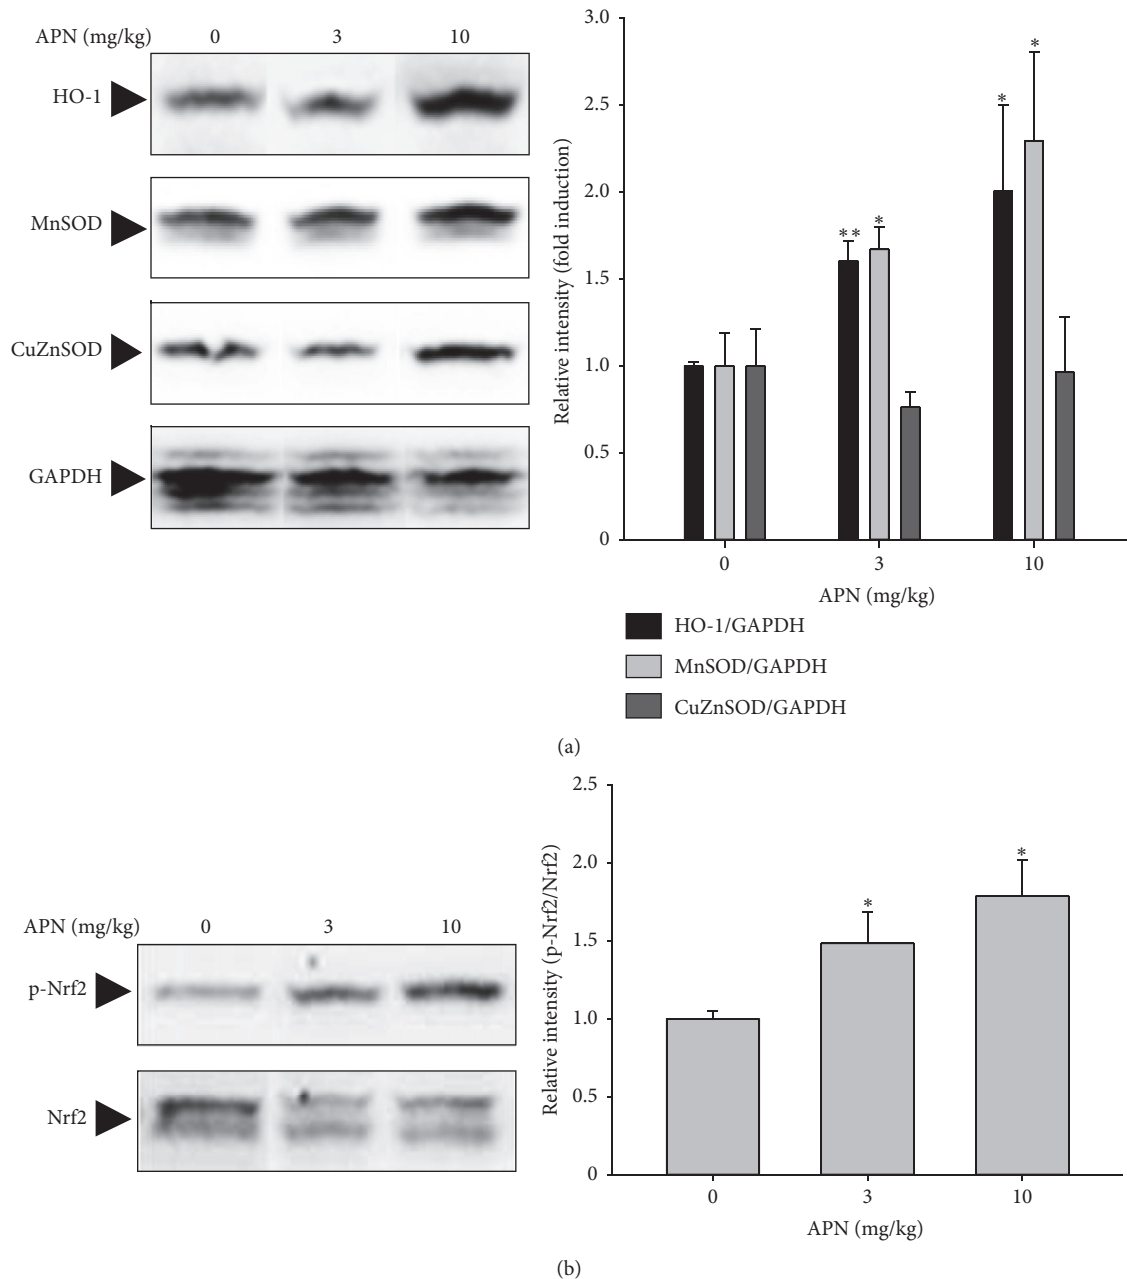 APN (mg/kg) 0 3 10
HO-1
MnSOD
CuZnSOD
GAPDH
Relative intensity (fold induction)
3.0
2.5
2.0
1.5
1.0
0.5
0
* *
** *
0 3 10
APN (mg/kg)
HO-1/GAPDH
MnSOD/GAPDH
CuZnSOD/GAPDH
(a)
APN (mg/kg) 0 3 10
p-Nrf2
Nrf2
Relative intensity (p-Nrf2/Nrf2)
2.5
2.0
1.5
1.0
0.5
0
*
*
0 3 10
APN (mg/kg)
(b)